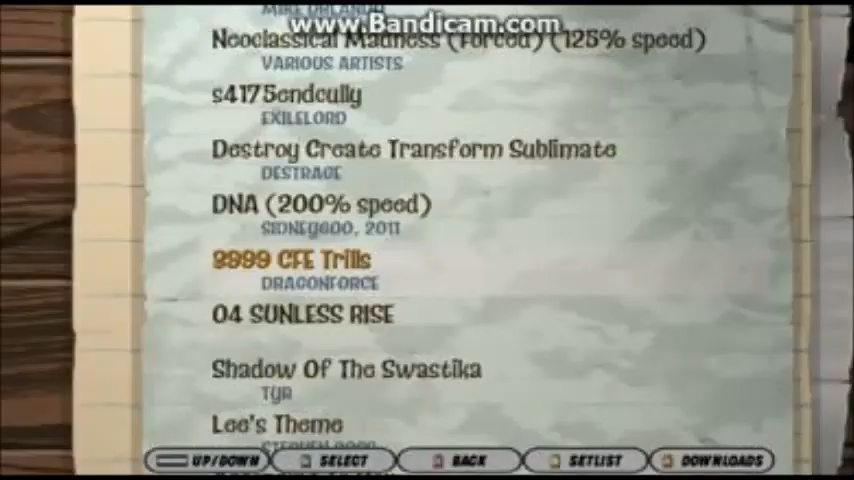 MIKE ORLANDO
www.Bandicam.com
Neoclassical Madness (Forced) (125% speed)
VARIOUS ARTISTS
s4175endcully
EXILELORD
Destroy Create Transform Sublimate
DESTRAGE
DNA (200% speed)
SIDNEY600, 2011
9999 CFE Trills
DRAGONFORCE
04 SUNLESS RISE
Shadow Of The Swastika
TYR
Lee's Theme
UP/DOWN SELECT BACK SETLIST DOWNLOADS